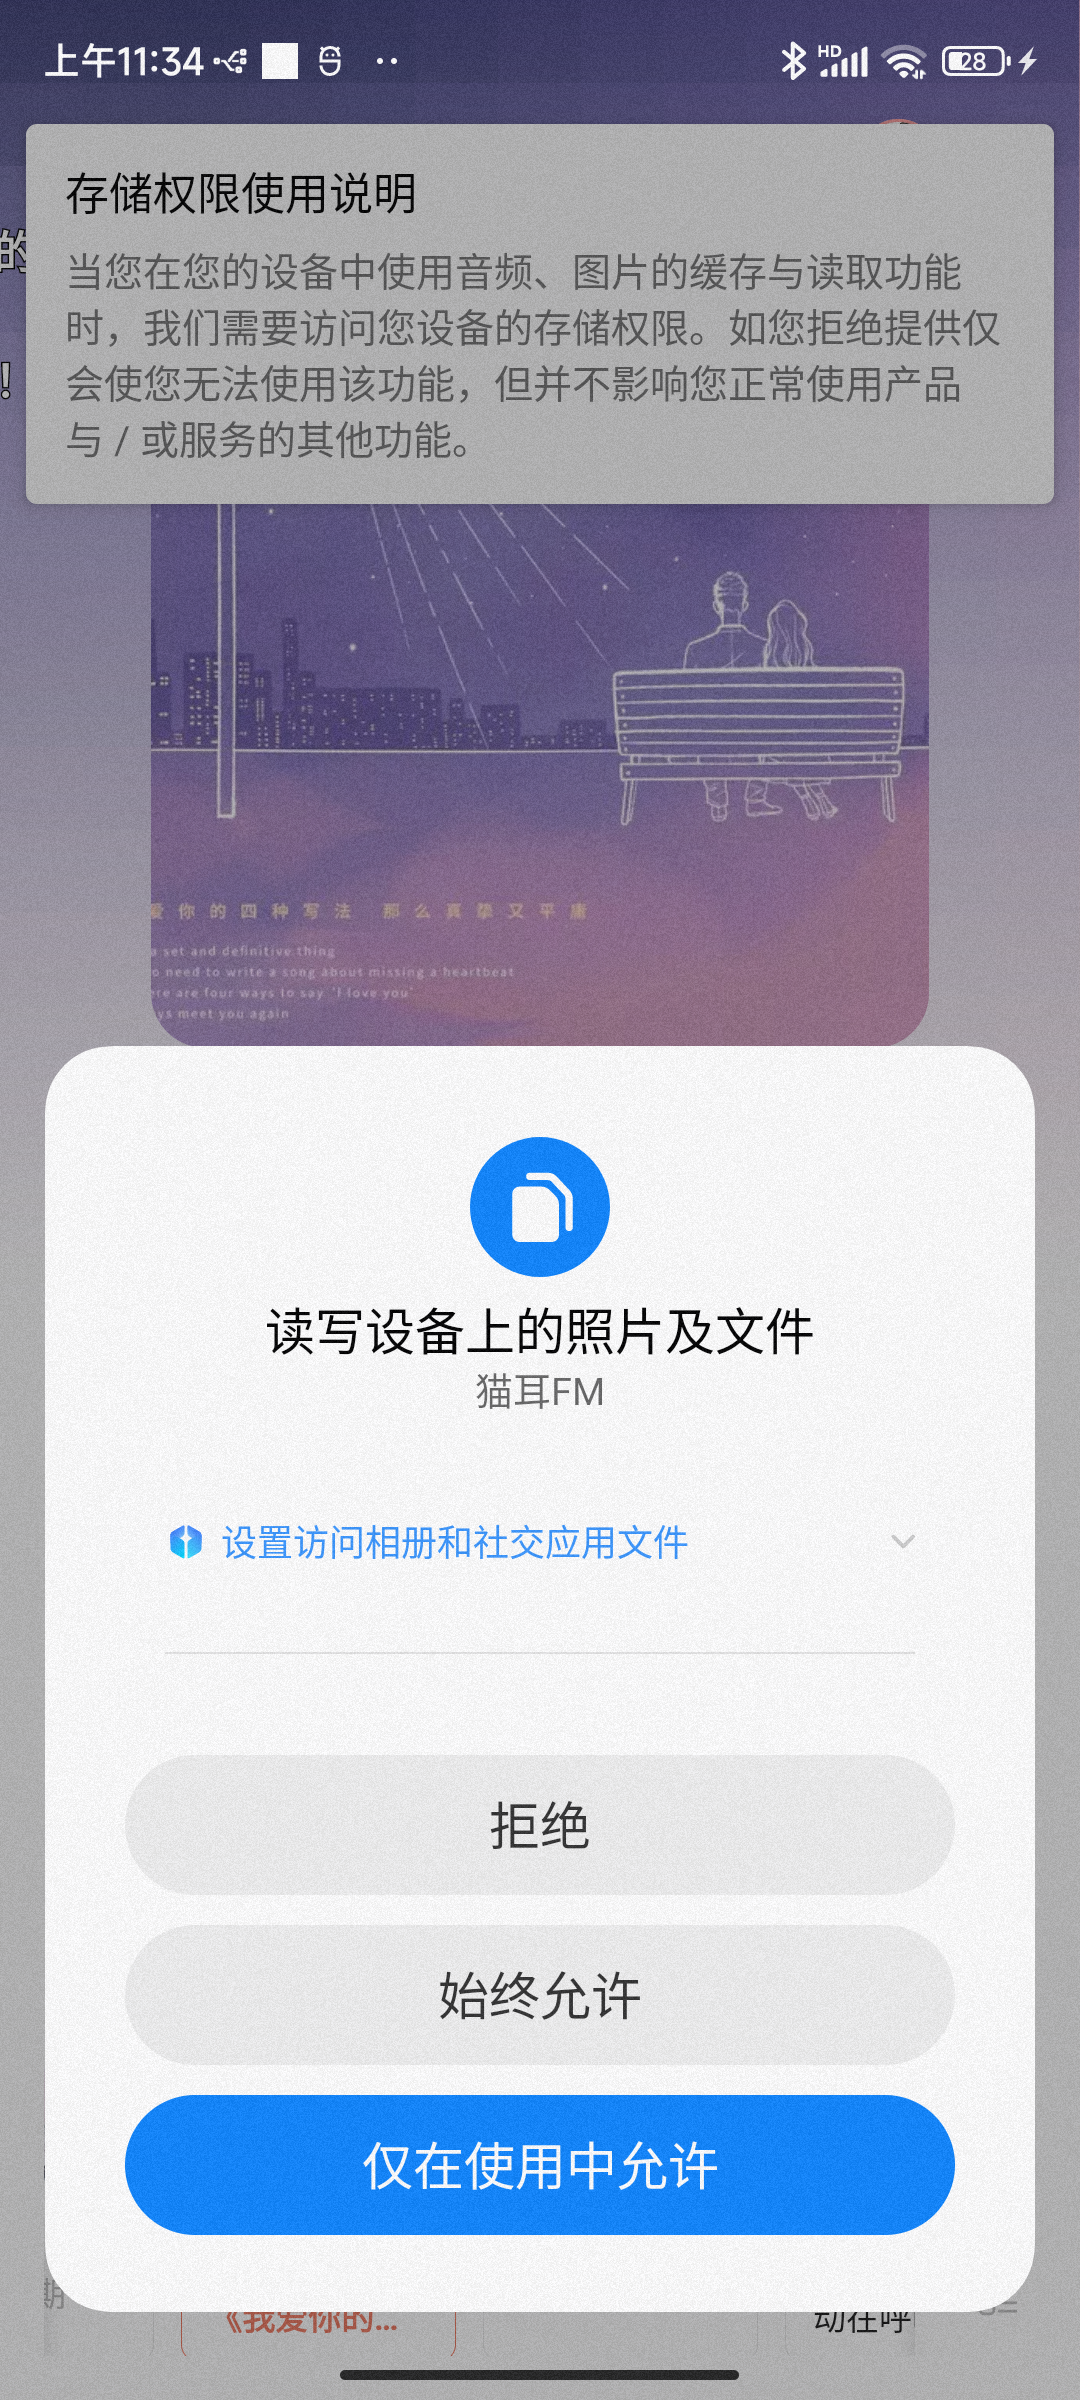 上午11:34
HD
28
的
存储权限使用说明
当您在您的设备中使用音频、图片的缓存与读取功能
时，我们需要访问您设备的存储权限。如您拒绝提供仅
会使您无法使用该功能，但并不影响您正常使用产品
与 / 或服务的其他功能。
!
爱你的四种写法 那么真挚又平庸
a set and definitive thing
o need to write a song about missing a heartbeat
re are four ways to say 'I love you'
ys meet you again
读写设备上的照片及文件
猫耳FM
设置访问相册和社交应用文件
拒绝
始终允许
仅在使用中允许
期
《我爱你的...
动在呼